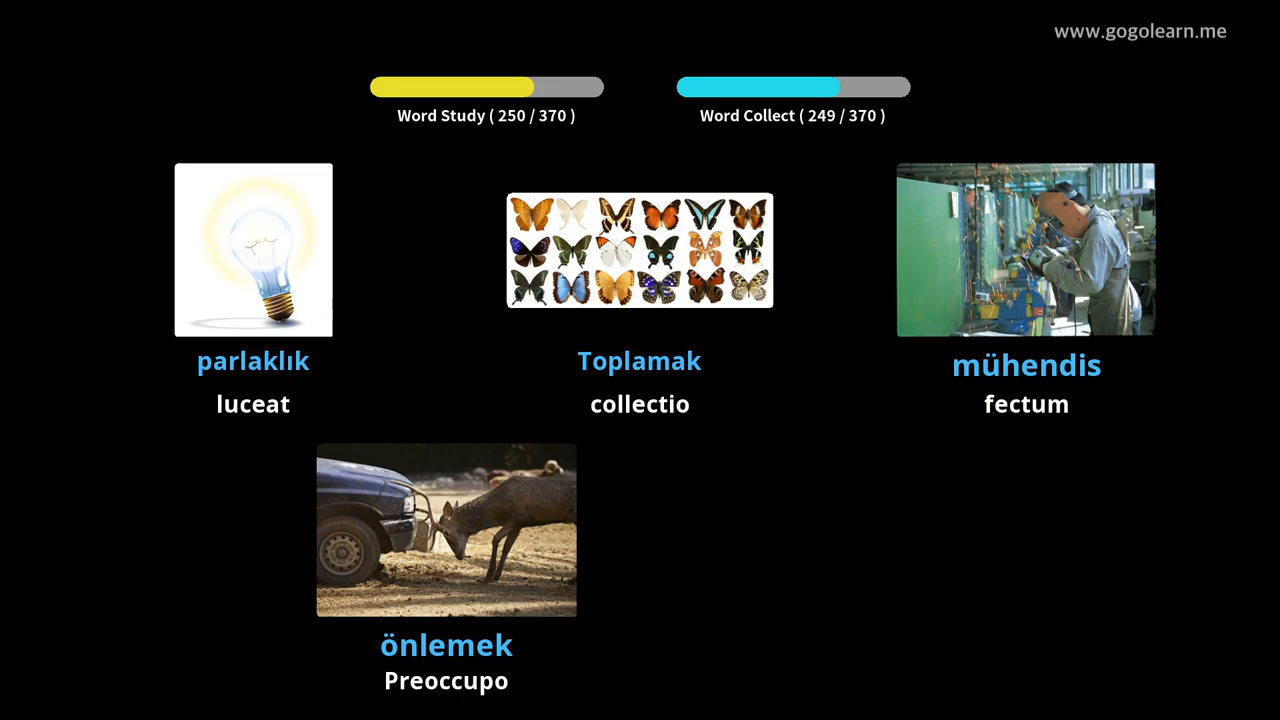 www.gogolearn.me
Word Study ( 250 / 370 )
Word Collect ( 249 / 370 )
parlaklık
luceat
Toplamak
collectio
mühendis
fectum
önlemek
Preoccupo